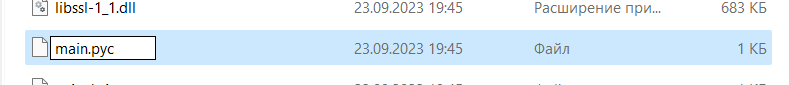 libssl-1_1.dll 23.09.2023 19:45 Расширение при... 683 КБ
main.pyc 23.09.2023 19:45 Файл 1 КБ